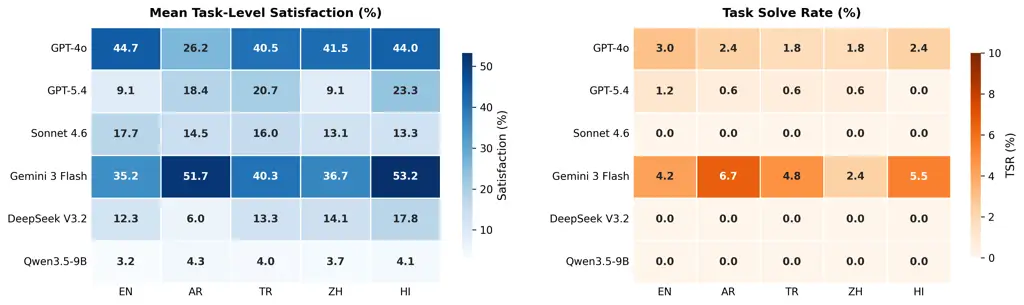 Mean Task-Level Satisfaction (%)
GPT-4o 44.7 26.2 40.5 41.5 44.0
GPT-5.4 9.1 18.4 20.7 9.1 23.3
Sonnet 4.6 17.7 14.5 16.0 13.1 13.3
Gemini 3 Flash 35.2 51.7 40.3 36.7 53.2
DeepSeek V3.2 12.3 6.0 13.3 14.1 17.8
Qwen3.5-9B 3.2 4.3 4.0 3.7 4.1
EN AR TR ZH HI
50
40
30
20
10
Satisfaction (%)
Task Solve Rate (%)
GPT-4o 3.0 2.4 1.8 1.8 2.4
GPT-5.4 1.2 0.6 0.6 0.6 0.0
Sonnet 4.6 0.0 0.0 0.0 0.0 0.0
Gemini 3 Flash 4.2 6.7 4.8 2.4 5.5
DeepSeek V3.2 0.0 0.0 0.0 0.0 0.0
Qwen3.5-9B 0.0 0.0 0.0 0.0 0.0
EN AR TR ZH HI
10
8
6
4
2
0
TSR (%)